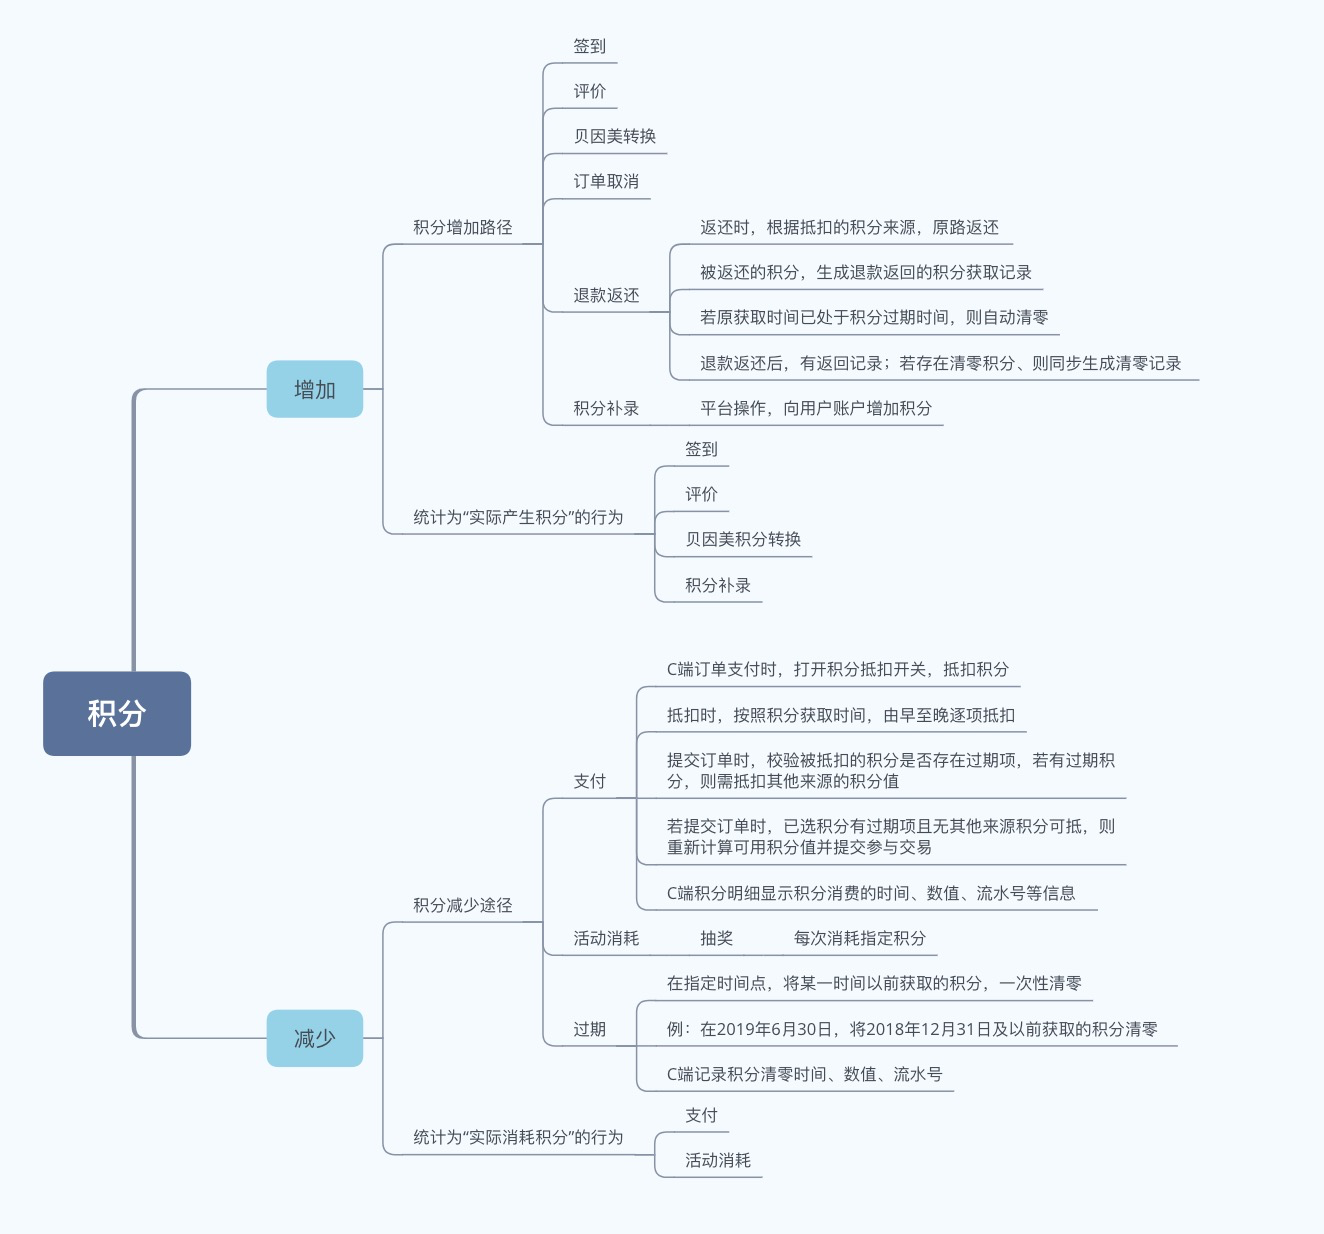 积分
增加
积分增加路径
签到
评价
贝因美转换
订单取消
退款返还
返还时，根据抵扣的积分来源，原路返还
被返还的积分，生成退款返回的积分获取记录
若原获取时间已处于积分过期时间，则自动清零
退款返还后，有返回记录；若存在清零积分、则同步生成清零记录
积分补录
平台操作，向用户账户增加积分
统计为“实际产生积分”的行为
签到
评价
贝因美积分转换
积分补录
减少
积分减少途径
支付
C端订单支付时，打开积分抵扣开关，抵扣积分
抵扣时，按照积分获取时间，由早至晚逐项抵扣
提交订单时，校验被抵扣的积分是否存在过期项，若有过期积
分，则需抵扣其他来源的积分值
若提交订单时，已选积分有过期项且无其他来源积分可抵，则
重新计算可用积分值并提交参与交易
C端积分明细显示积分消费的时间、数值、流水号等信息
活动消耗
抽奖
每次消耗指定积分
过期
在指定时间点，将某一时间以前获取的积分，一次性清零
例：在2019年6月30日，将2018年12月31日及以前获取的积分清零
C端记录积分清零时间、数值、流水号
统计为“实际消耗积分”的行为
支付
活动消耗